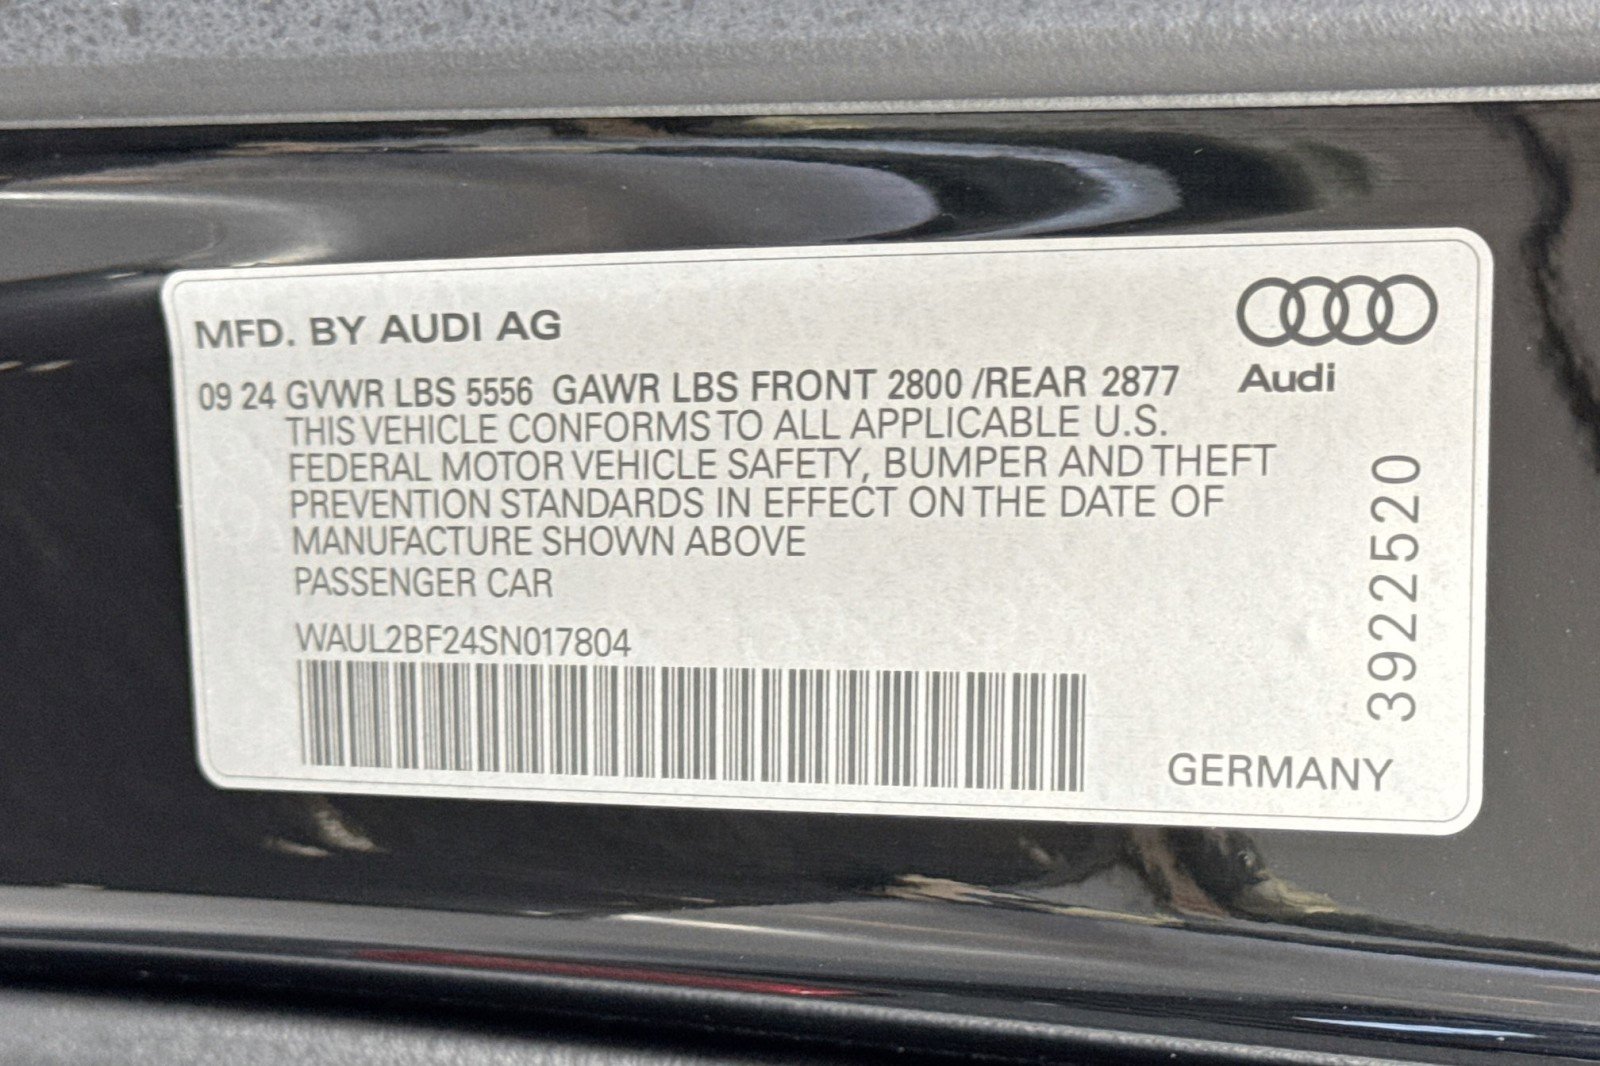 MFD. BY AUDI AG
Audi
09 24 GVWR LBS 5556 GAWR LBS FRONT 2800 /REAR 2877
THIS VEHICLE CONFORMS TO ALL APPLICABLE U.S.
FEDERAL MOTOR VEHICLE SAFETY, BUMPER AND THEFT
PREVENTION STANDARDS IN EFFECT ON THE DATE OF
MANUFACTURE SHOWN ABOVE
PASSENGER CAR
WAUL2BF24SN017804
3922520
GERMANY